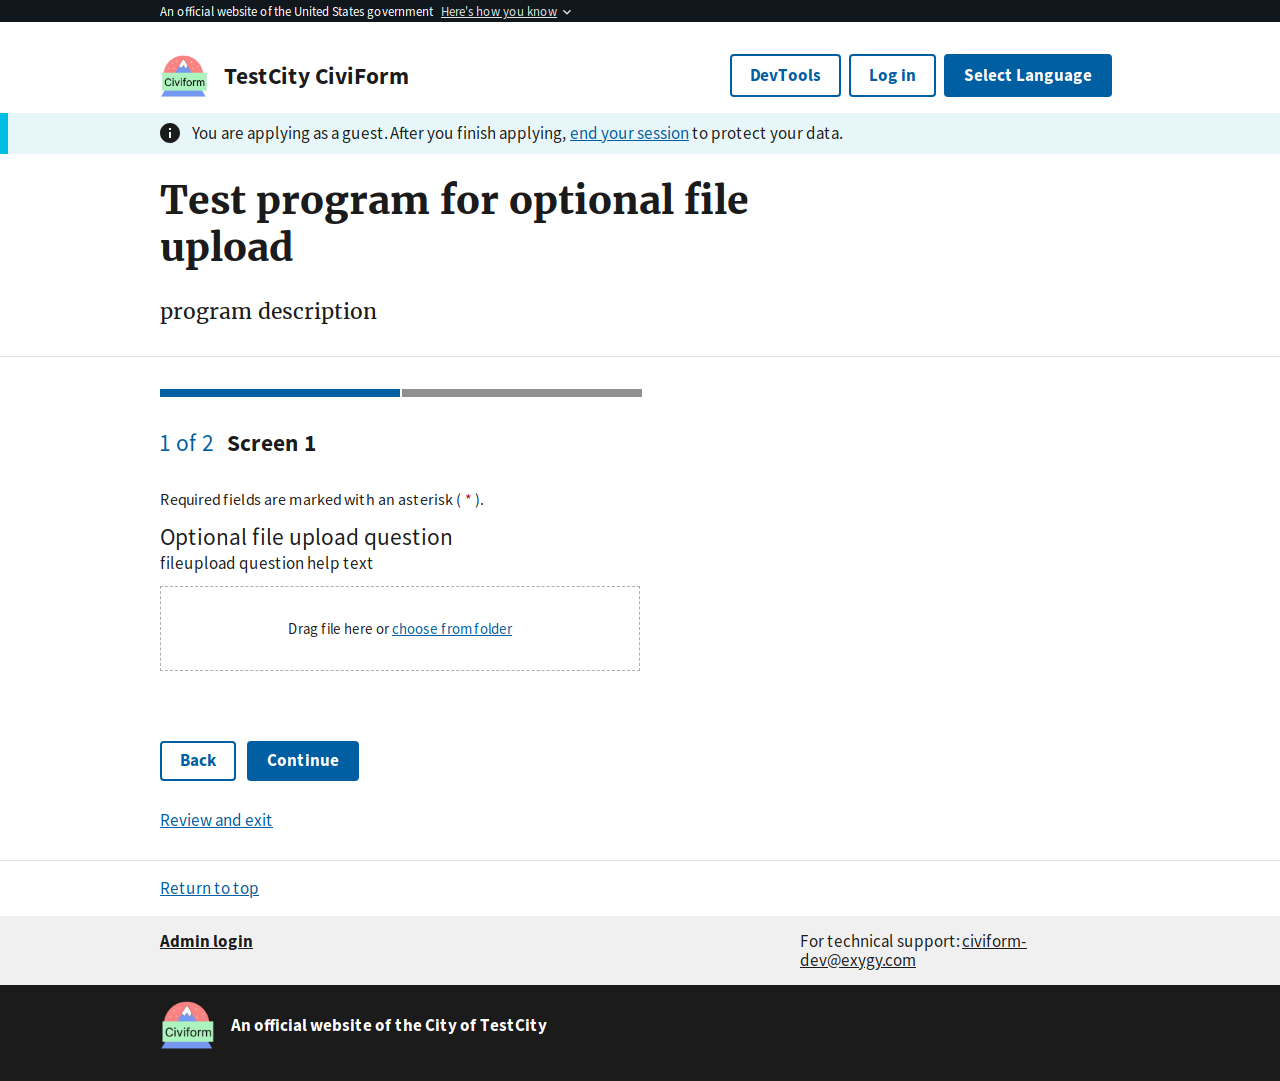 An official website of the United States government Here's how you know
Civiform
TestCity CiviForm
DevTools
Log in
Select Language
You are applying as a guest. After you finish applying, end your session to protect your data.
Test program for optional file
upload
program description
1 of 2 Screen 1
Required fields are marked with an asterisk ( * ).
Optional file upload question
fileupload question help text
Drag file here or choose from folder
Back
Continue
Review and exit
Return to top
Admin login
For technical support: civiform-
dev@exygy.com
Civiform
An official website of the City of TestCity